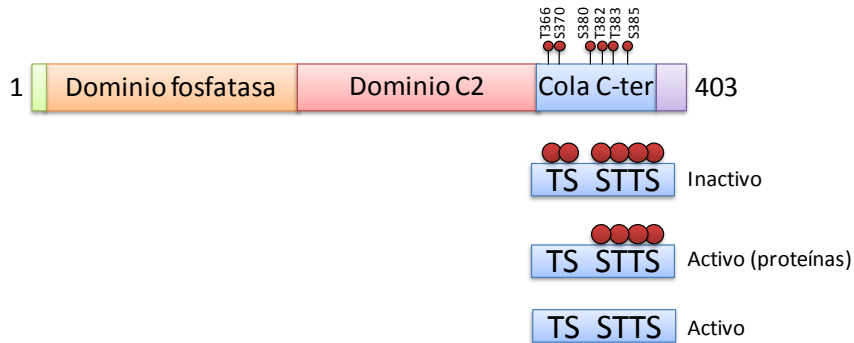 T366 S370 S380 T382 T383 S385
1 Dominio fosfatasa Dominio C2 Cola C-ter 403
TS STTS Inactivo
TS STTS Activo (proteínas)
TS STTS Activo